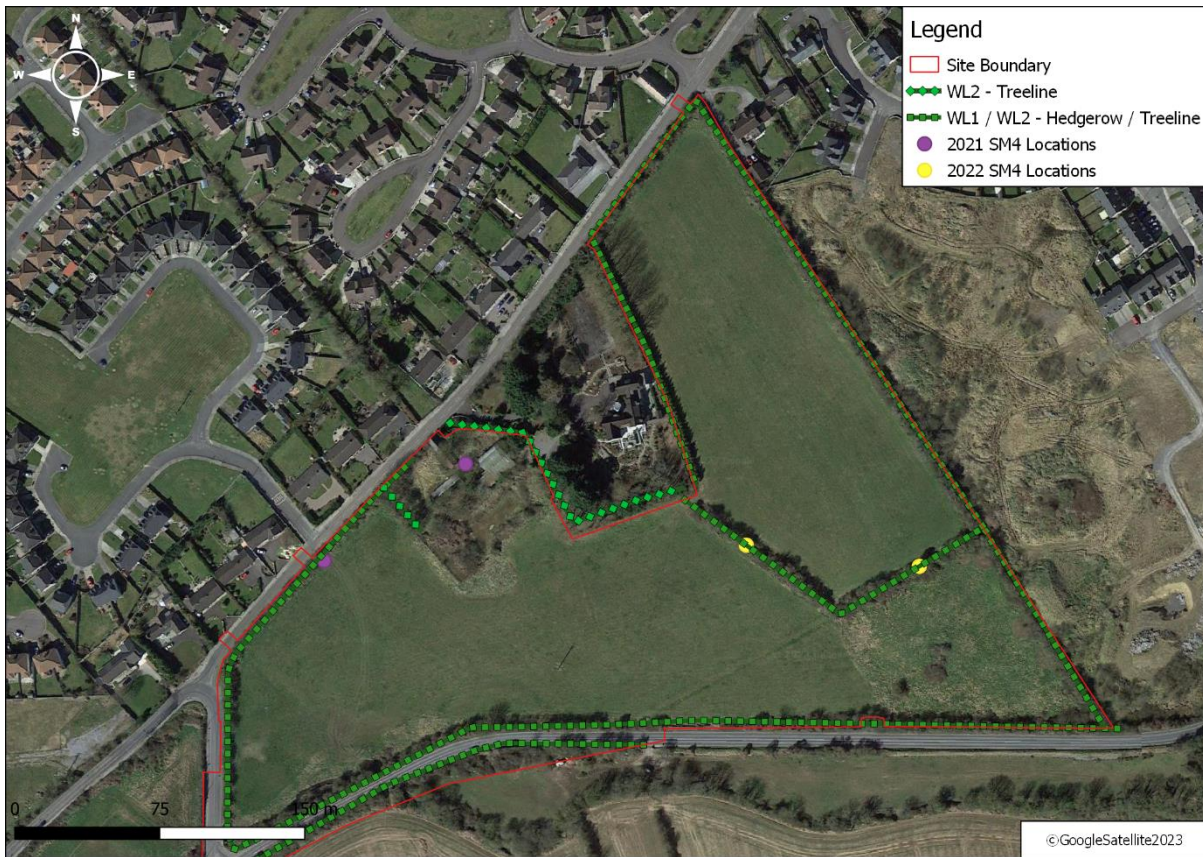 N
W E
S
Legend
Site Boundary
WL2 - Treeline
WL1 / WL2 - Hedgerow / Treeline
2021 SM4 Locations
2022 SM4 Locations
0 75 150 m
©GoogleSatellite2023